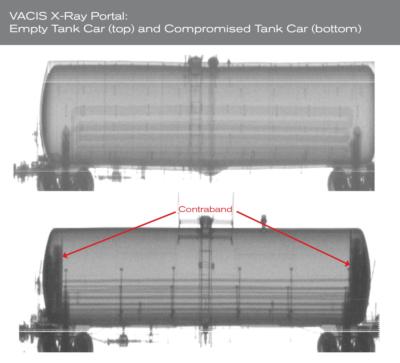 VACIS X-Ray Portal:
Empty Tank Car (top) and Compromised Tank Car (bottom)
Contraband